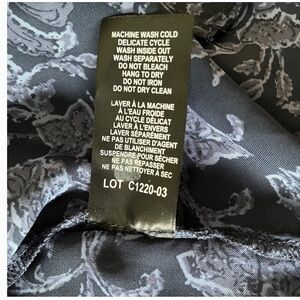 MACHINE WASH COLD
DELICATE CYCLE
WASH INSIDE OUT
WASH SEPARATELY
DO NOT BLEACH
HANG TO DRY
DO NOT IRON
DO NOT DRY CLEAN
LAVER À LA MACHINE
À L'EAU FROIDE
AU CYCLE DÉLICAT
LAVER À L'ENVERS
LAVER SÉPARÉMENT
NE PAS UTILISER D'AGENT
DE BLANCHIMENT
SUSPENDRE POUR SÉCHER
NE PAS REPASSER
NE PAS NETTOYER À SEC
LOT C1220-03